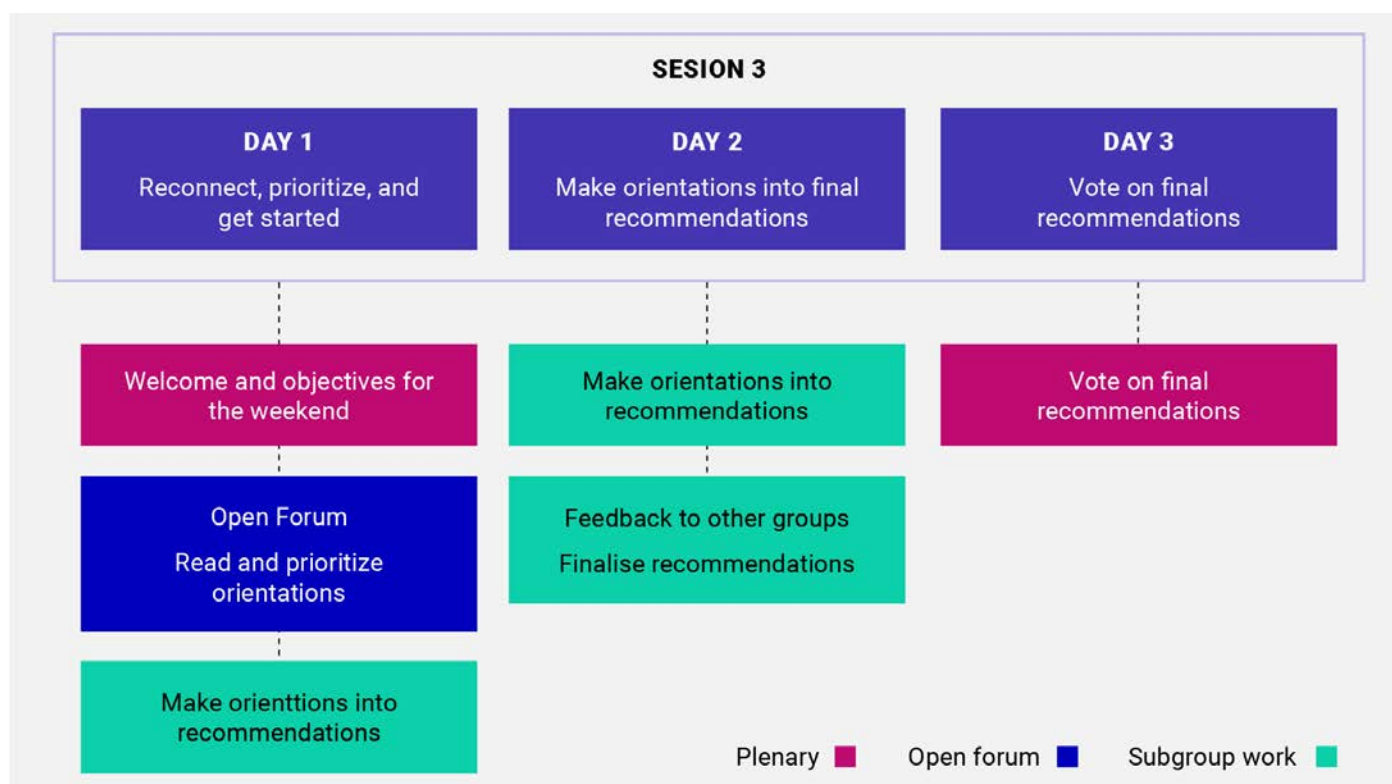 SESION 3
DAY 1
Reconnect, prioritize, and
get started
DAY 2
Make orientations into final
recommendations
DAY 3
Vote on final
recommendations
Welcome and objectives for
the weekend
Open Forum
Read and prioritize
orientations
Make orienttions into
recommendations
Make orientations into
recommendations
Feedback to other groups
Finalise recommendations
Vote on final
recommendations
Plenary
Open forum
Subgroup work